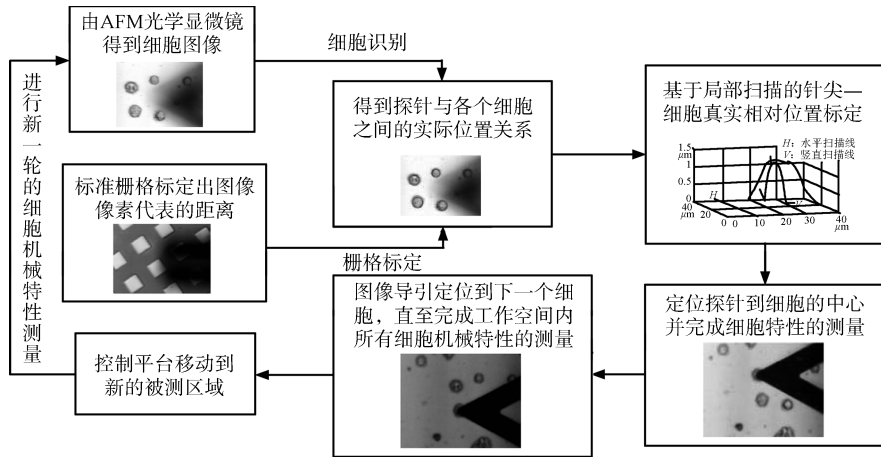 由AFM光学显微镜
得到细胞图像
细胞识别
进行新一轮的细胞机械特性测量
得到探针与各个细胞
之间的实际位置关系
基于局部扫描的针尖—
细胞真实相对位置标定
H：水平扫描线
V：竖直扫描线
1.5
μm
1
0.5
0
H
V
40
μm
20
0
0
10
20
30
40
μm
标准栅格标定出图像
像素代表的距离
栅格标定
图像导引定位到下一个细
胞，直至完成工作空间内
所有细胞机械特性的测量
定位探针到细胞的中心
并完成细胞特性的测量
控制平台移动到
新的被测区域